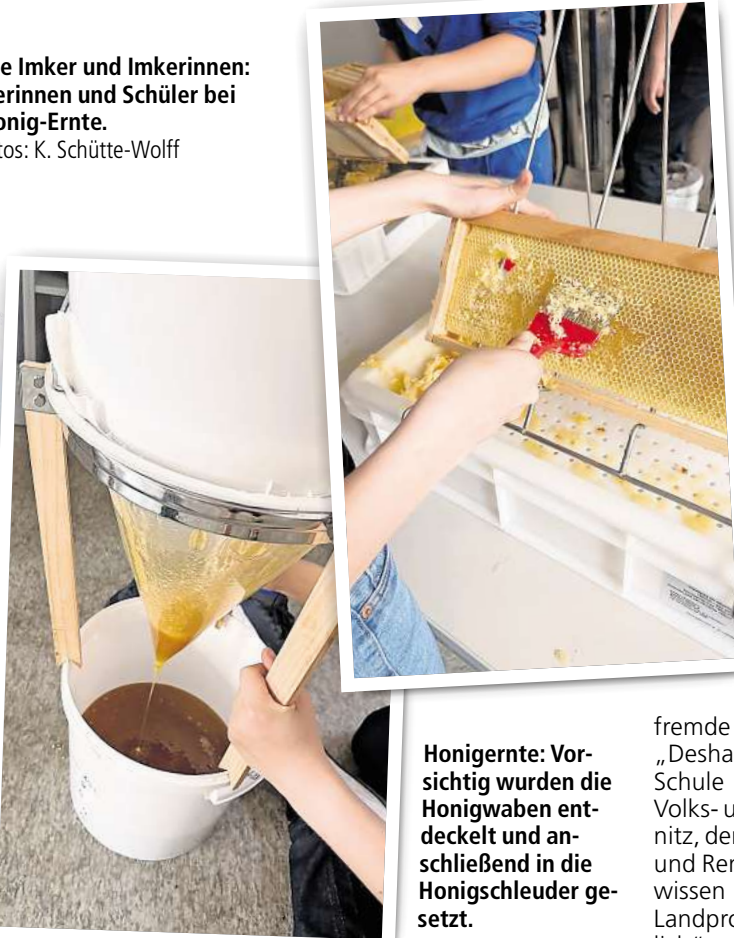 e Imker und Imkerinnen:
erinnen und Schüler bei
onig-Ernte.
tos: K. Schütte-Wolff
Honigernte: Vor-
sichtig wurden die
Honigwaben ent-
deckelt und an-
schließend in die
Honigschleuder ge-
setzt.
fremde
„Desha
Schule
Volks- u
nitz, der
und Ren
wissen
Landpro